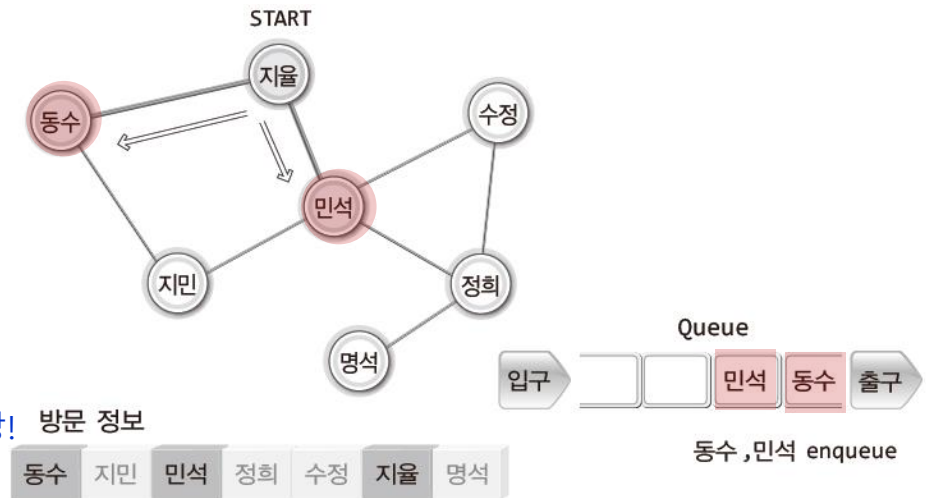 START
지율
동수
수정
민석
지민
정희
명석
Queue
입구 민석 동수 출구
동수 ,민석 enqueue
방문 정보
동수 지민 민석 정희 수정 지율 명석